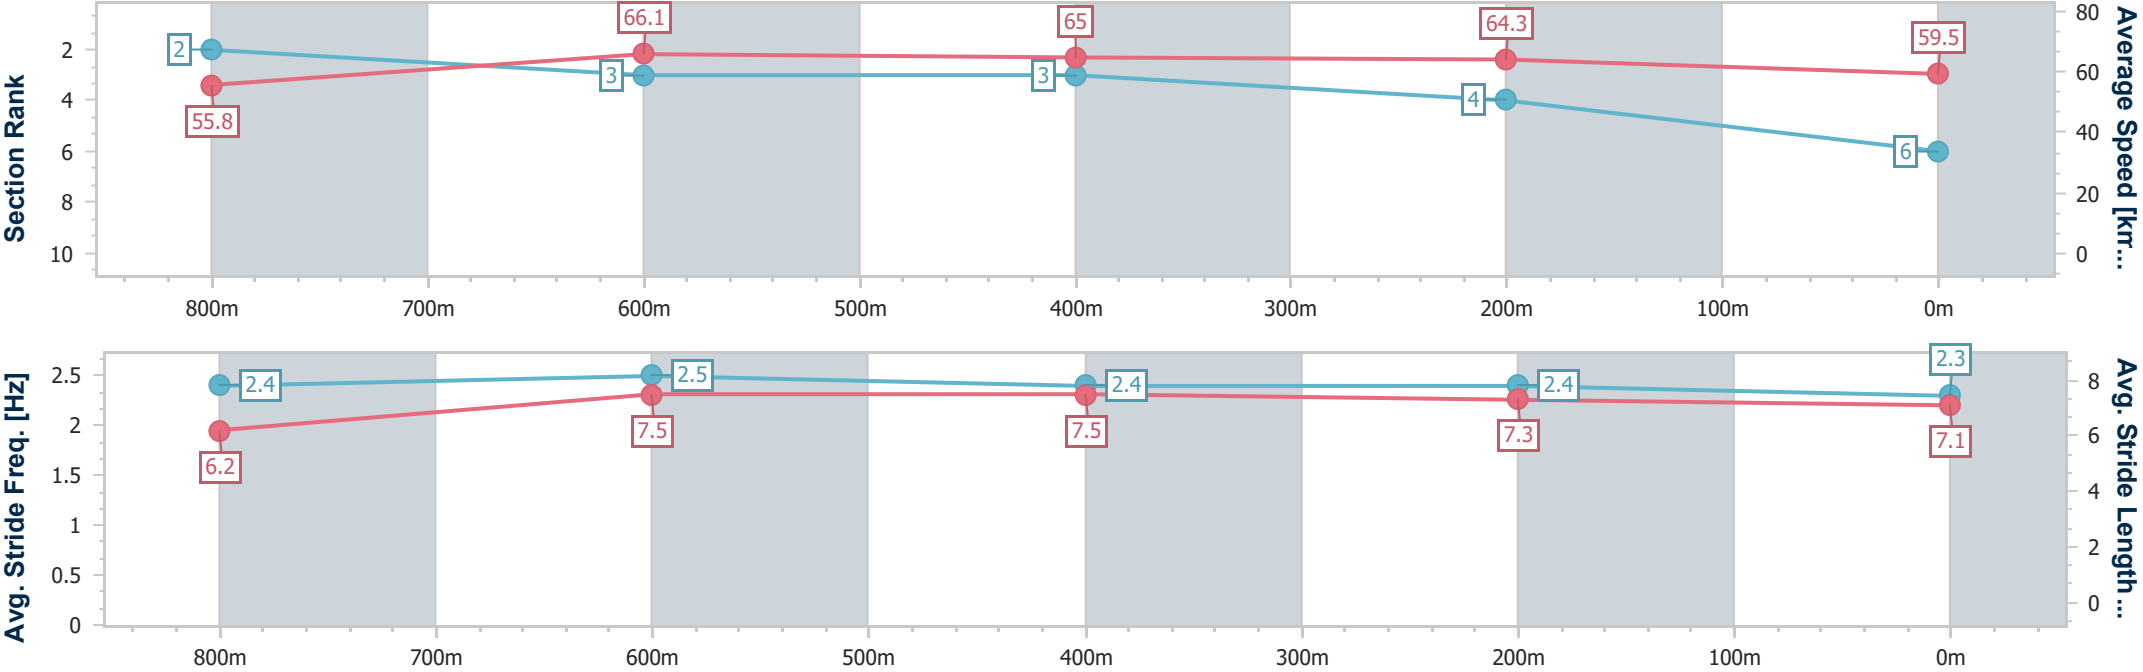 Section Rank
2
4
6
8
10
2
3
3
4
6
55.8
66.1
65
64.3
59.5
80
60
40
20
0
Average Speed [km...
800m
700m
600m
500m
400m
300m
200m
100m
0m
Avg. Stride Freq. [Hz]
2.5
2
1.5
1
0.5
0
2.4
2.5
2.4
2.4
2.3
6.2
7.5
7.5
7.3
7.1
8
6
4
2
0
Avg. Stride Length ...
800m
700m
600m
500m
400m
300m
200m
100m
0m